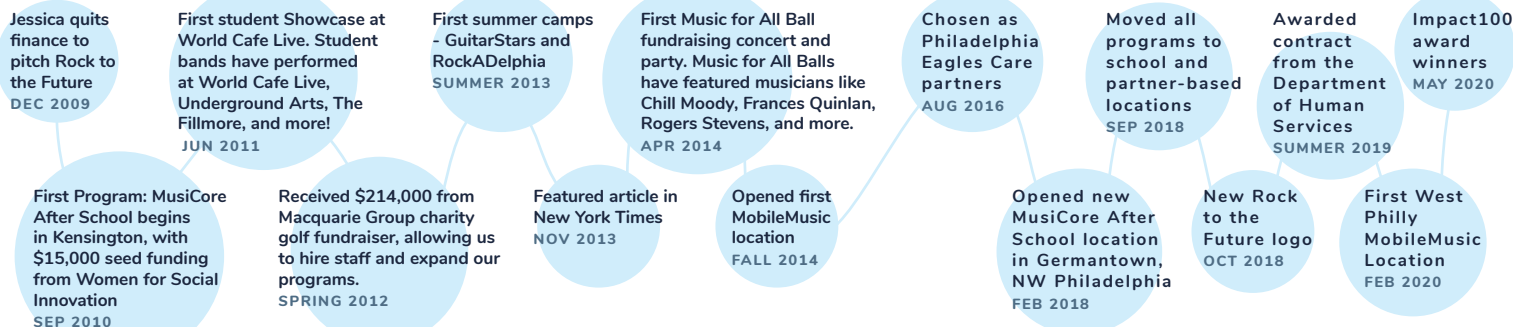 Jessica quits
finance to
pitch Rock to
the Future
DEC 2009
First Program: MusiCore
After School begins
in Kensington, with
$15,000 seed funding
from Women for Social
Innovation
SEP 2010
First student Showcase at
World Cafe Live. Student
bands have performed
at World Cafe Live,
Underground Arts, The
Fillmore, and more!
JUN 2011
Received $214,000 from
Macquarie Group charity
golf fundraiser, allowing us
to hire staff and expand our
programs.
SPRING 2012
First summer camps
- GuitarStars and
RockADelphia
SUMMER 2013
Featured article in
New York Times
NOV 2013
First Music for All Ball
fundraising concert and
party. Music for All Balls
have featured musicians like
Chill Moody, Frances Quinlan,
Rogers Stevens, and more.
APR 2014
Opened first
MobileMusic
location
FALL 2014
Chosen as
Philadelphia
Eagles Care
partners
AUG 2016
Opened new
MusiCore After
School location
in Germantown,
NW Philadelphia
FEB 2018
Moved all
programs to
school and
partner-based
locations
SEP 2018
New Rock
to the
Future logo
OCT 2018
Awarded
contract
from the
Department
of Human
Services
SUMMER 2019
First West
Philly
MobileMusic
Location
FEB 2020
Impact100
award
winners
MAY 2020